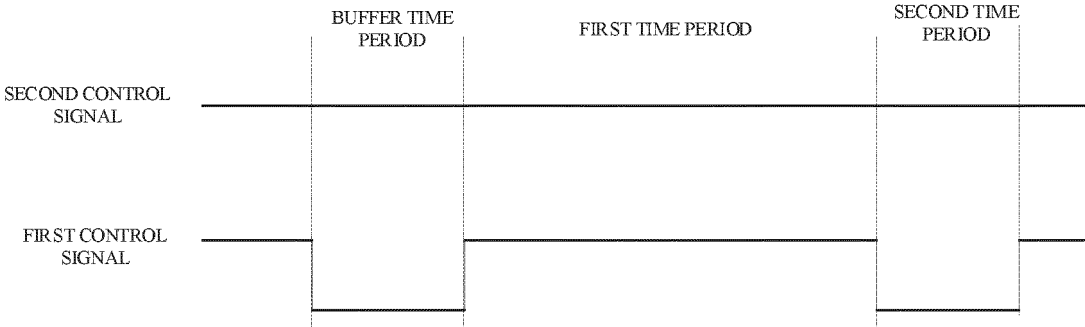 BUFFER TIME
PERIOD
FIRST TIME PERIOD
SECOND TIME
PERIOD
SECOND CONTROL
SIGNAL
FIRST CONTROL
SIGNAL